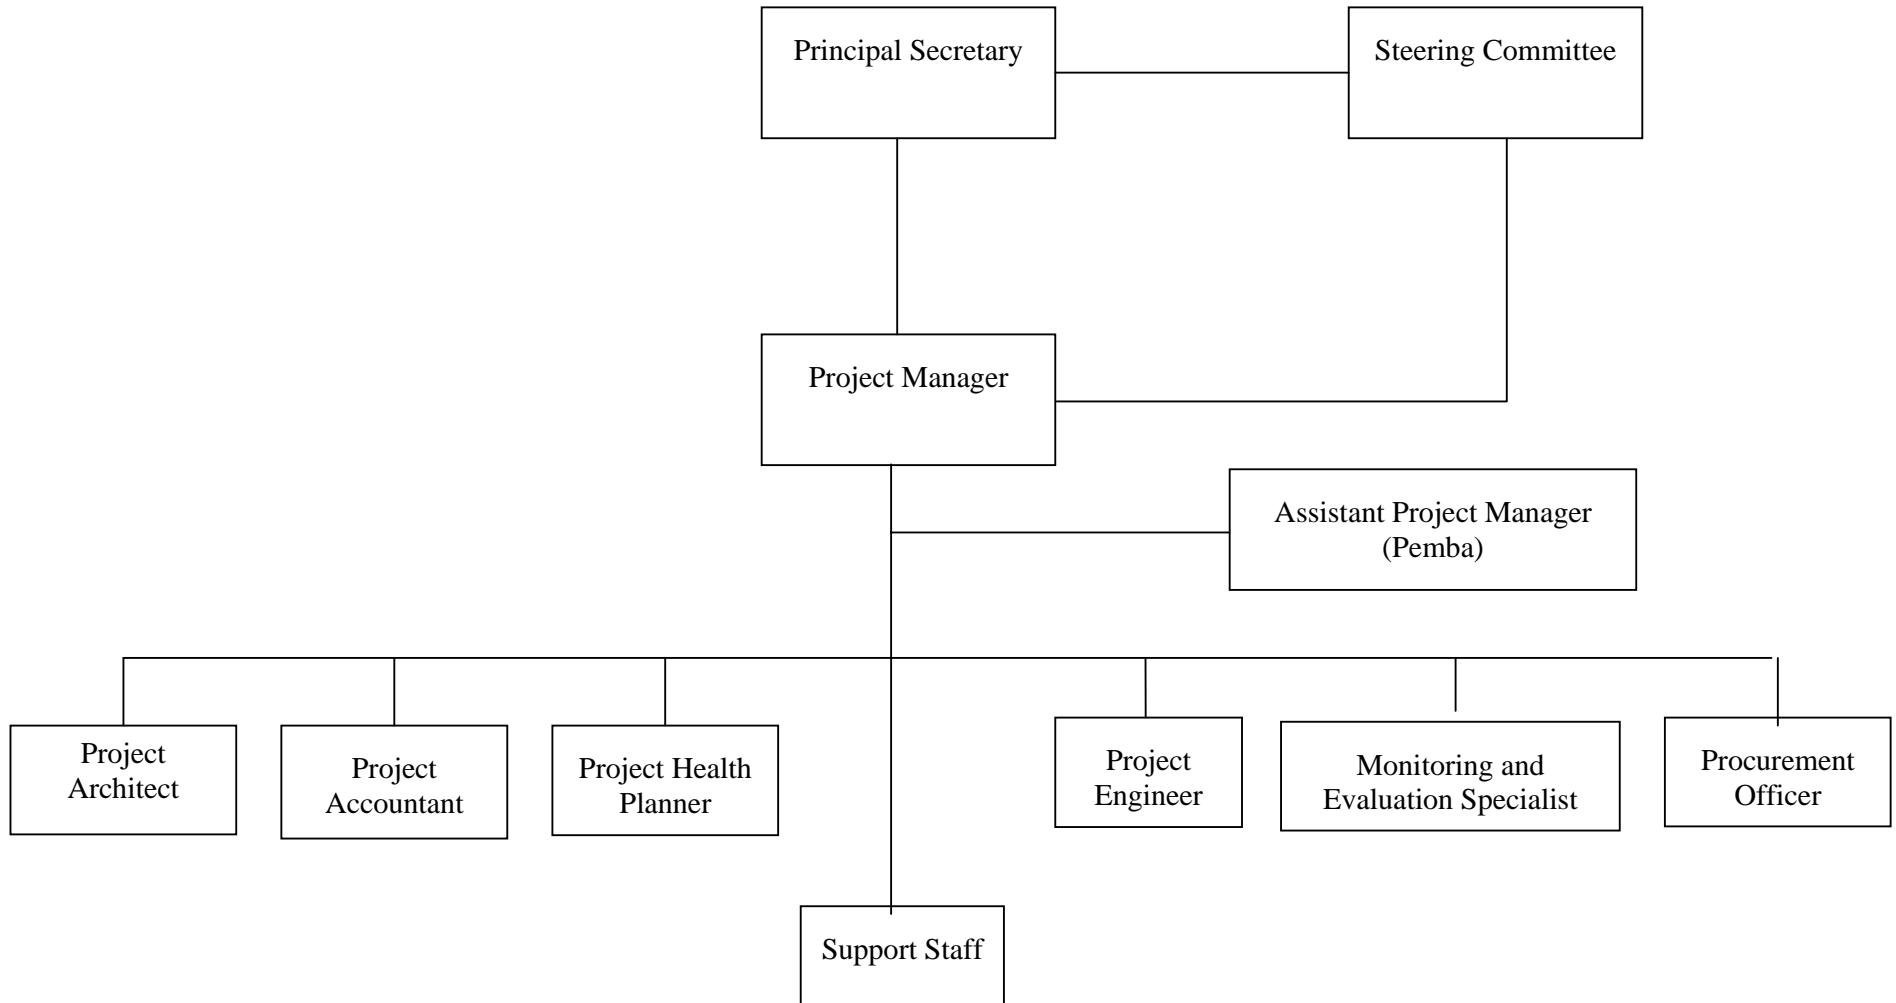 Principal Secretary
Steering Committee
Project Manager
Assistant Project Manager
(Pemba)
Project
Architect
Project
Accountant
Project Health
Planner
Project
Engineer
Monitoring and
Evaluation Specialist
Procurement
Officer
Support Staff